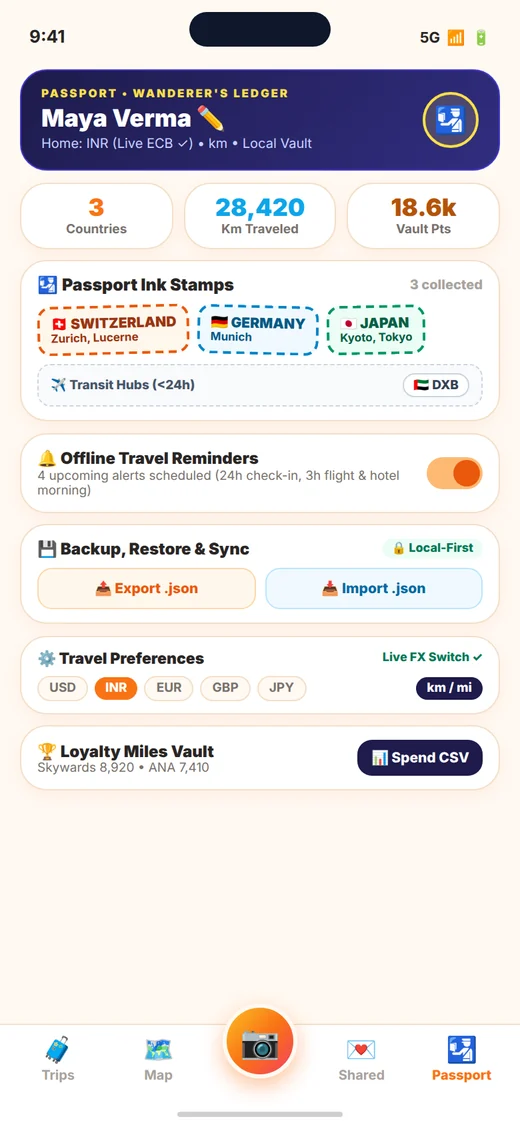 9:41
5G
PASSPORT • WANDERER'S LEDGER
Maya Verma ✏️
Home: INR (Live ECB ✓) • km • Local Vault
3
Countries
28,420
Km Traveled
18.6k
Vault Pts
🛂 Passport Ink Stamps
3 collected
🇨🇭 SWITZERLAND
Zurich, Lucerne
🇩🇪 GERMANY
Munich
🇯🇵 JAPAN
Kyoto, Tokyo
✈️ Transit Hubs (<24h)
🇦🇪 DXB
🔔 Offline Travel Reminders
4 upcoming alerts scheduled (24h check-in, 3h flight & hotel
morning)
💾 Backup, Restore & Sync
🔒 Local-First
📤 Export .json
📥 Import .json
⚙️ Travel Preferences
Live FX Switch ✓
USD
INR
EUR
GBP
JPY
km / mi
🏆 Loyalty Miles Vault
Skywards 8,920 • ANA 7,410
📊 Spend CSV
Trips
Map
Shared
Passport